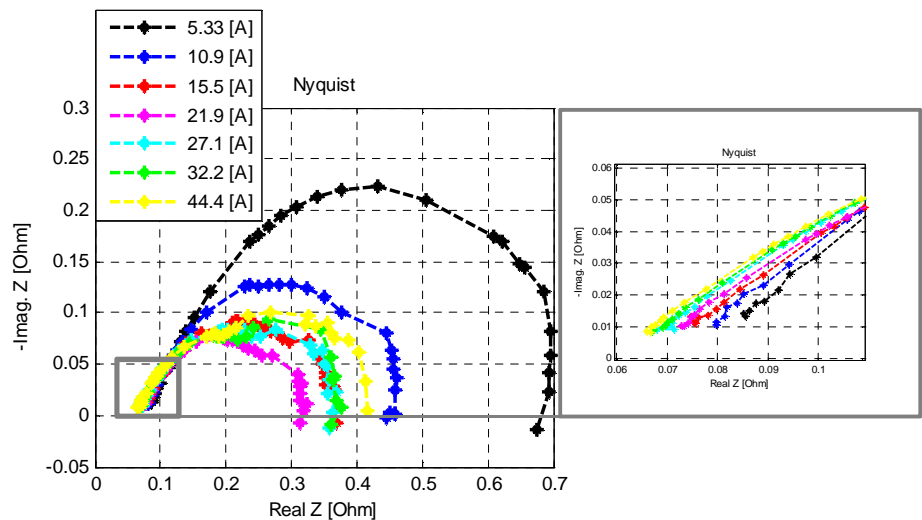 5.33 [A]
10.9 [A]
15.5 [A]
21.9 [A]
27.1 [A]
32.2 [A]
44.4 [A]
Nyquist
0.3
0.25
0.2
0.15
0.1
0.05
0
-0.05
-Imag. Z [Ohm]
0 0.1 0.2 0.3 0.4 0.5 0.6 0.7
Real Z [Ohm]
Nyquist
0.06
0.05
0.04
0.03
0.02
0.01
0
-Imag. Z [Ohm]
0.06 0.07 0.08 0.09 0.1
Real Z [Ohm]